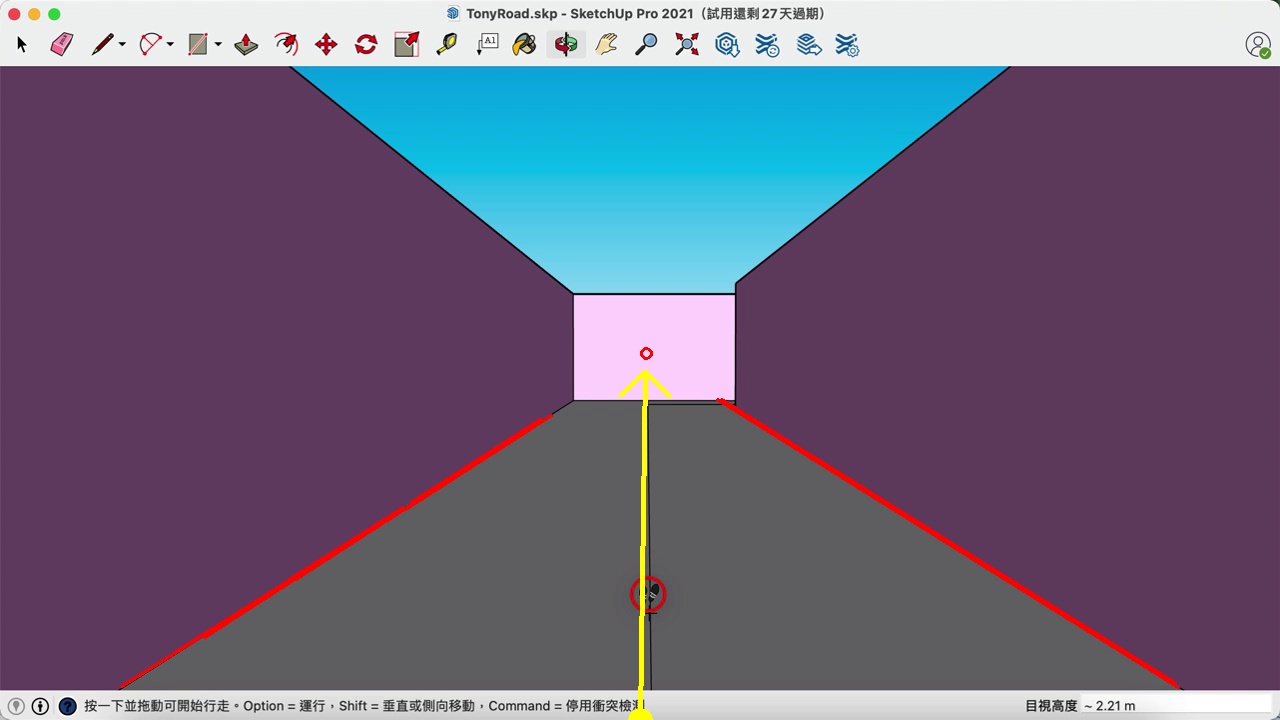 TonyRoad.skp - SketchUp Pro 2021（試用還剩 27 天過期）
A1
按一下並拖動可開始行走。Option = 運行，Shift = 垂直或側向移動，Command = 停用衝突檢測
目視高度 ~ 2.21 m